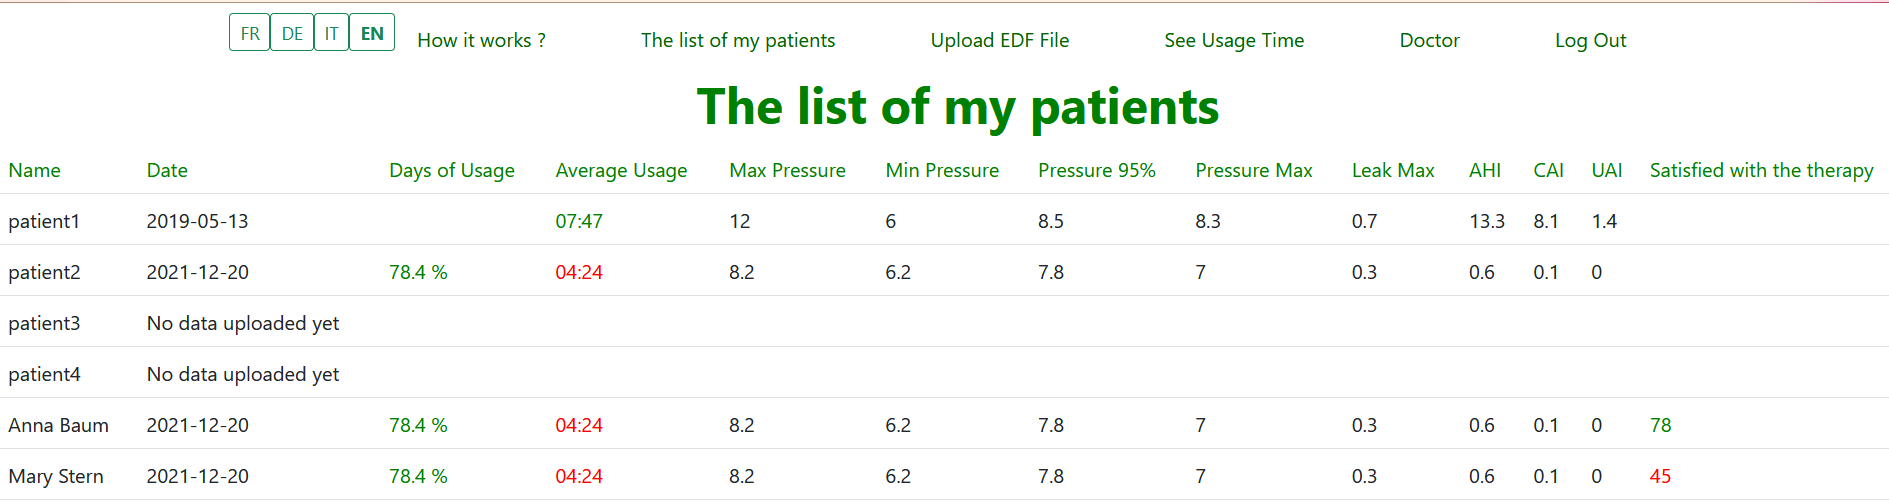 FR DE IT EN How it works ? The list of my patients Upload EDF File See Usage Time Doctor Log Out
The list of my patients
Name Date Days of Usage Average Usage Max Pressure Min Pressure Pressure 95% Pressure Max Leak Max AHI CAI UAI Satisfied with the therapy
patient1 2019-05-13 07:47 12 6 8.5 8.3 0.7 13.3 8.1 1.4
patient2 2021-12-20 78.4 % 04:24 8.2 6.2 7.8 7 0.3 0.6 0.1 0
patient3 No data uploaded yet
patient4 No data uploaded yet
Anna Baum 2021-12-20 78.4 % 04:24 8.2 6.2 7.8 7 0.3 0.6 0.1 0 78
Mary Stern 2021-12-20 78.4 % 04:24 8.2 6.2 7.8 7 0.3 0.6 0.1 0 45